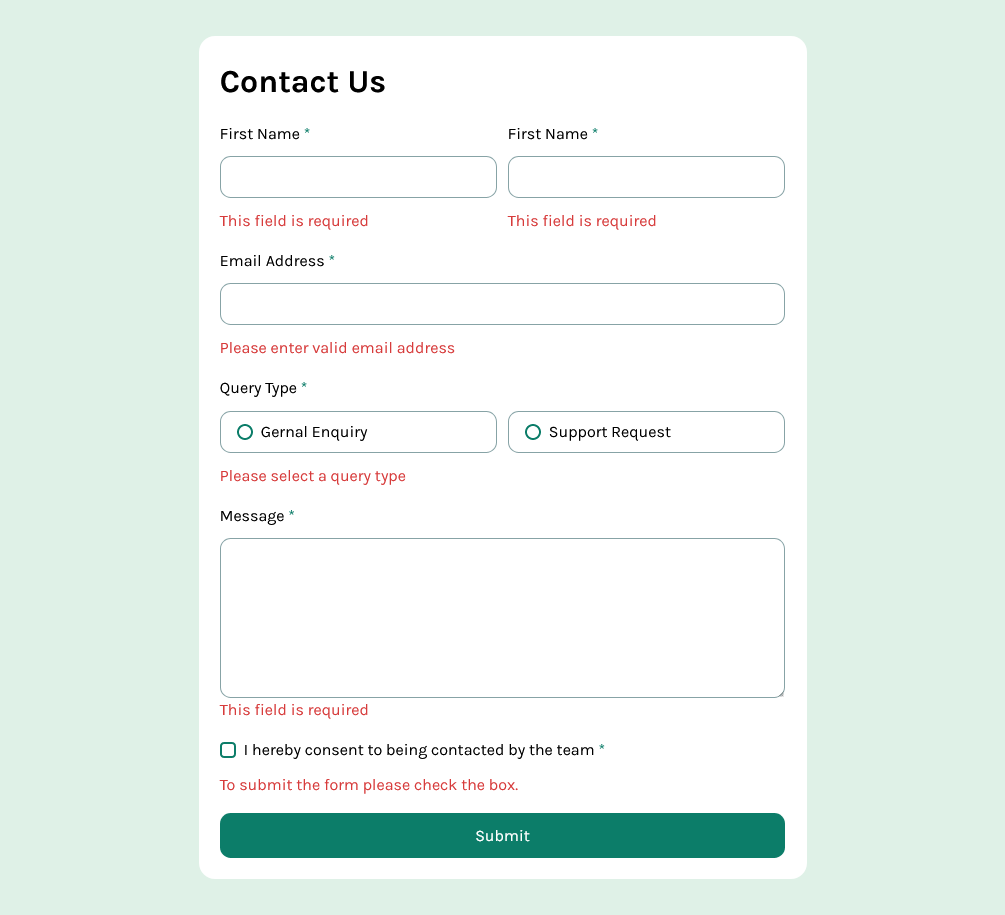 Contact Us
First Name *
First Name *
This field is required
This field is required
Email Address *
Please enter valid email address
Query Type *
Gernal Enquiry
Support Request
Please select a query type
Message *
This field is required
I hereby consent to being contacted by the team *
To submit the form please check the box.
Submit